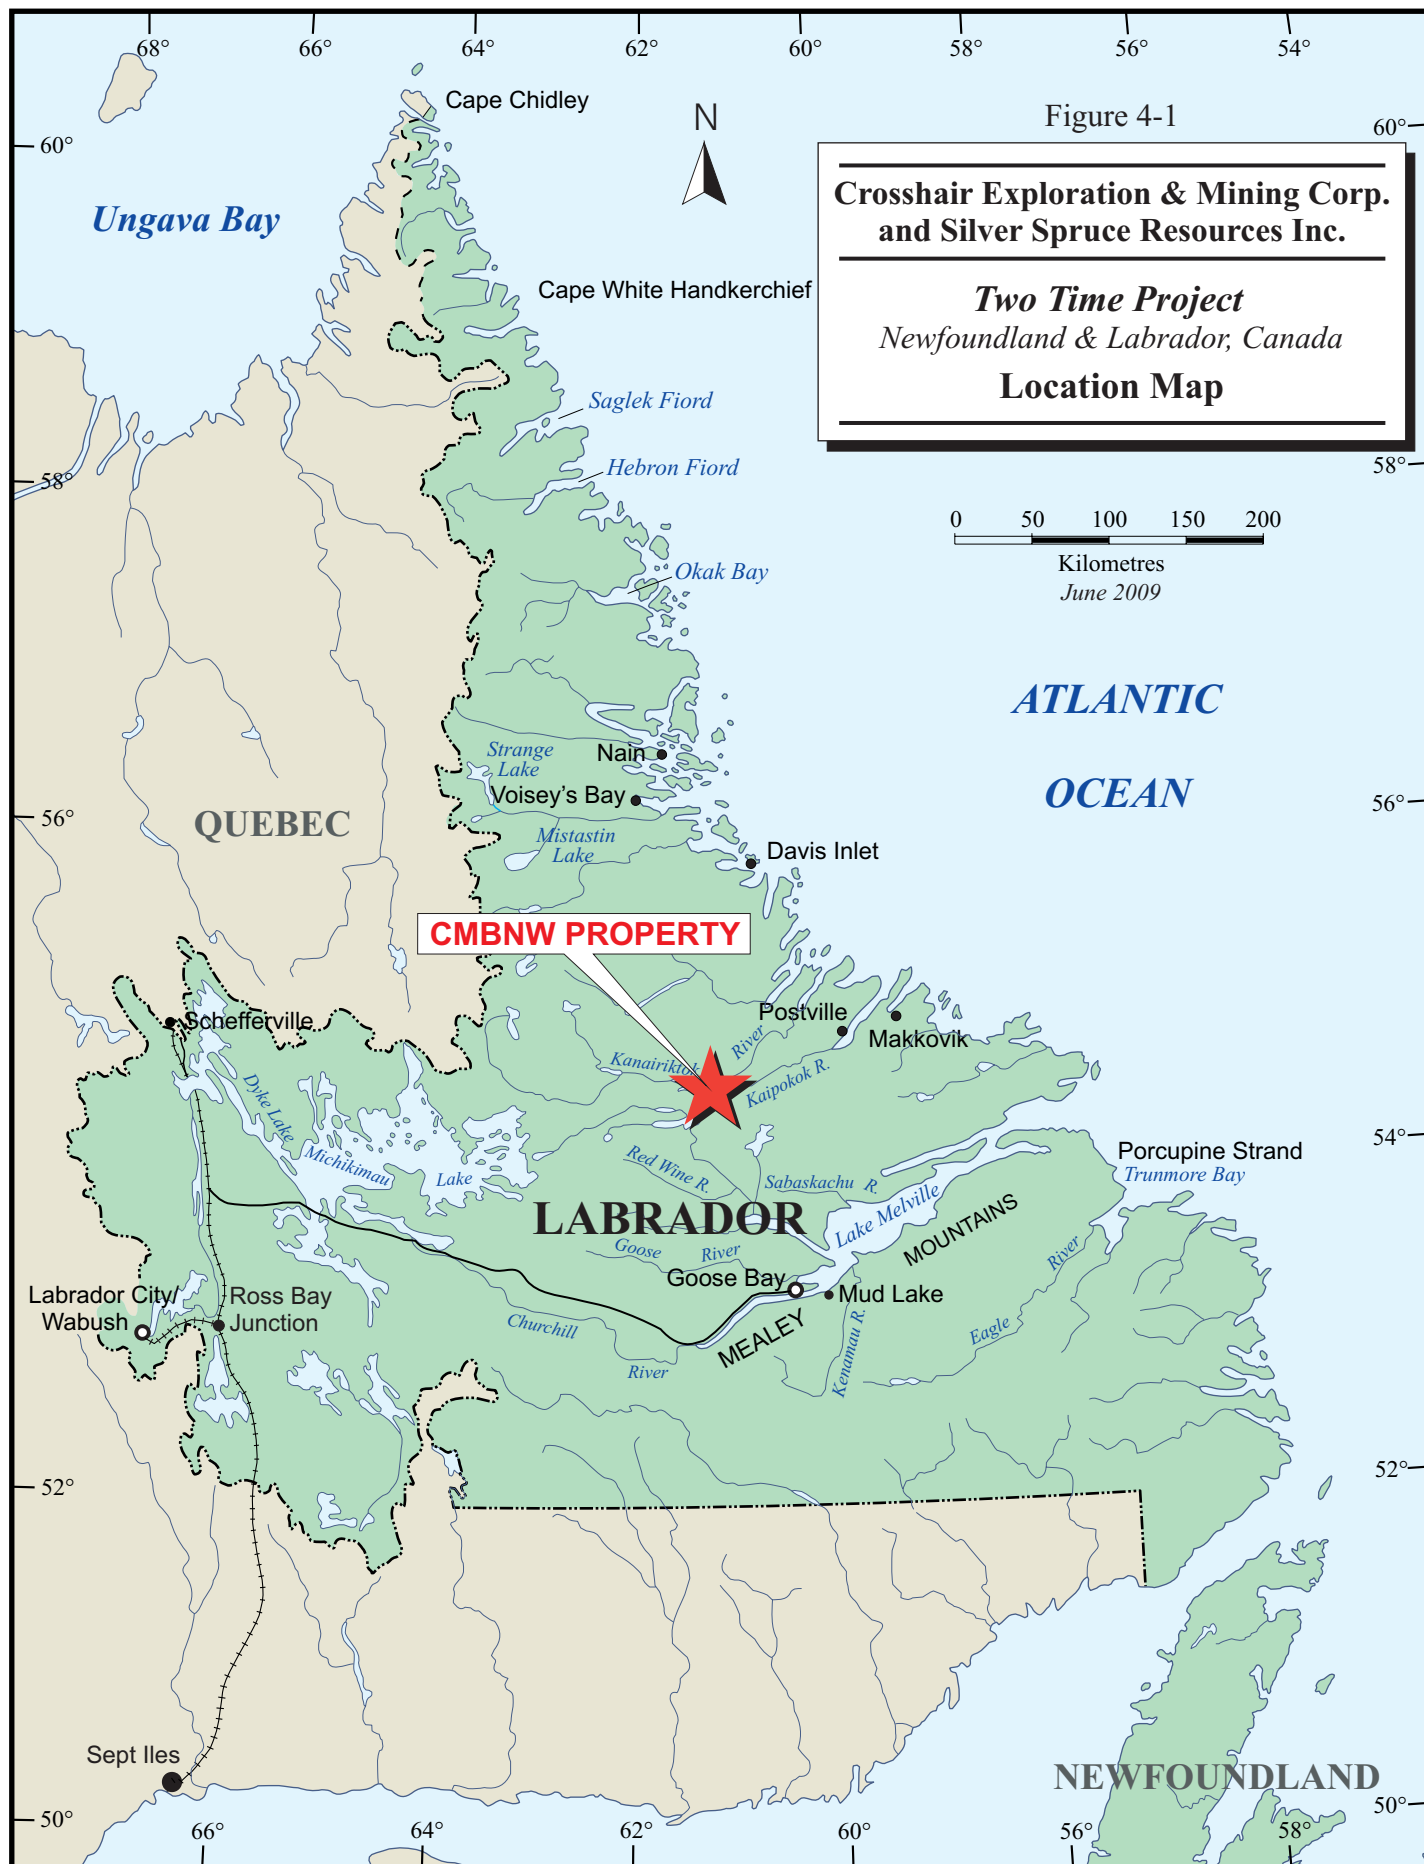 68°
66°
64°
62°
60°
58°
56°
54°
Cape Chidley
N
Figure 4-1
60°
60°
Crosshair Exploration & Mining Corp.
and Silver Spruce Resources Inc.
Two Time Project
Newfoundland & Labrador, Canada
Location Map
Ungava Bay
Cape White Handkerchief
Saglek Fiord
Hebron Fiord
58°
58°
0 50 100 150 200
Kilometres
June 2009
Okak Bay
ATLANTIC
OCEAN
Strange
Lake
Nain
Voisey's Bay
56°
56°
QUEBEC
Mistastin
Lake
Davis Inlet
CMBNW PROPERTY
Schefferville
Postville
Makkovik
Kanairiktok
River
Kaipokok R.
Dyke Lake
Michikimau
Lake
54°
Porcupine Strand
Trunmore Bay
Red Wine R.
Sabaskachu R.
LABRADOR
Lake Melville
MOUNTAINS
Goose River
River
Goose Bay
Mud Lake
Labrador City/
Wabush
Ross Bay
Junction
Churchill
River
MEALEY
Kenamau R.
Eagle
52°
52°
Sept Iles
NEWFOUNDLAND
50°
50°
66°
64°
62°
60°
56°
58°